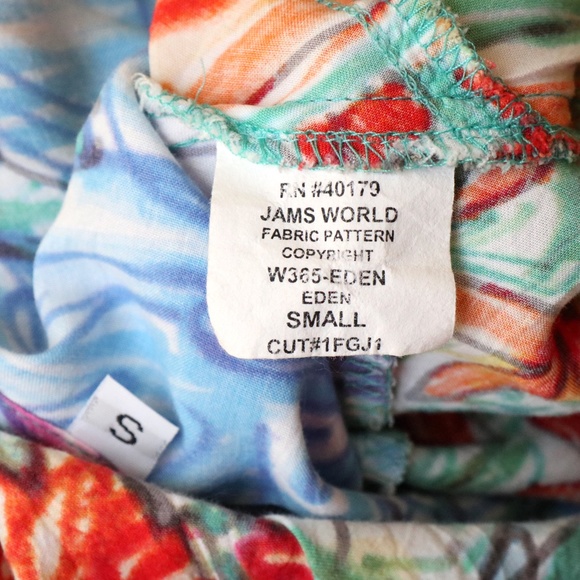 RN #40179
JAMS WORLD
FABRIC PATTERN
COPYRIGHT
W365-EDEN
EDEN
SMALL
CUT#1FGJ1
S